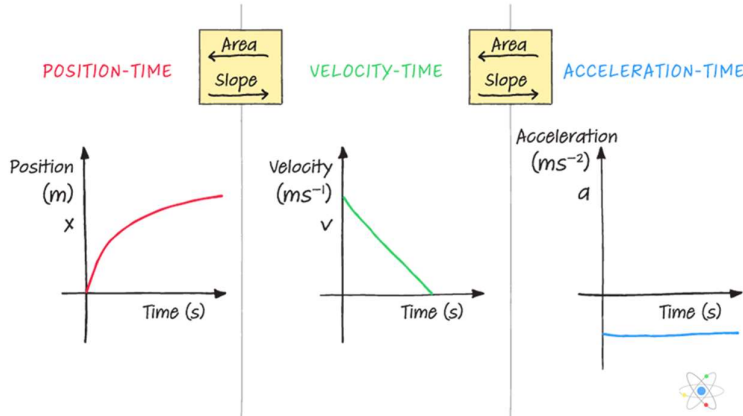 POSITION-TIME
Area
Slope
VELOCITY-TIME
Area
Slope
ACCELERATION-TIME
Position
(m)
x
Time (s)
Velocity
(ms⁻¹)
v
Time (s)
Acceleration
(ms⁻²)
a
Time (s)